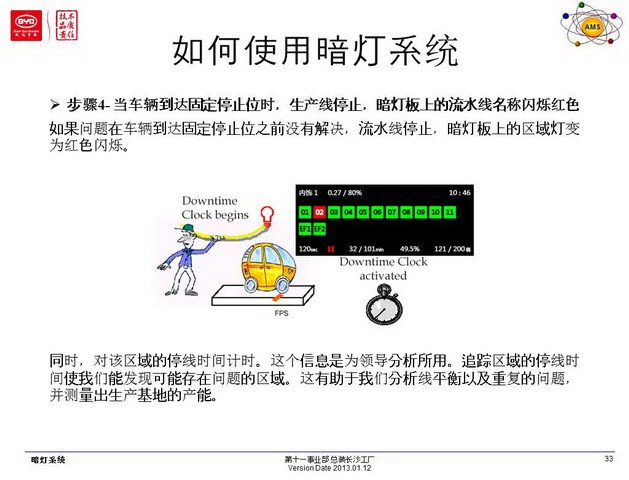 BYD
技术
品质
责任
AMS
如何使用暗灯系统
➢ 步骤4- 当车辆到达固定停止位时，生产线停止，暗灯板上的流水线名称闪烁红色
如果问题在车辆到达固定停止位之前没有解决，流水线停止，暗灯板上的区域灯变
为红色闪烁。
Downtime
Clock begins
内饰 1 0.27 / 80% 10 : 46
01 02 03 04 05 06 07 08 09 10 11
EF1 EF2
120sec 32 / 101min 49.5% 121 / 200辆
Downtime Clock
activated
FPS
同时，对该区域的停线时间计时。这个信息是为领导分析所用。追踪区域的停线时
间使我们能发现可能存在问题的区域。这有助于我们分析线平衡以及重复的问题，
并测量出生产基地的产能。
暗灯系统
第十一事业部总装长沙工厂
Version Date 2013.01.12
33